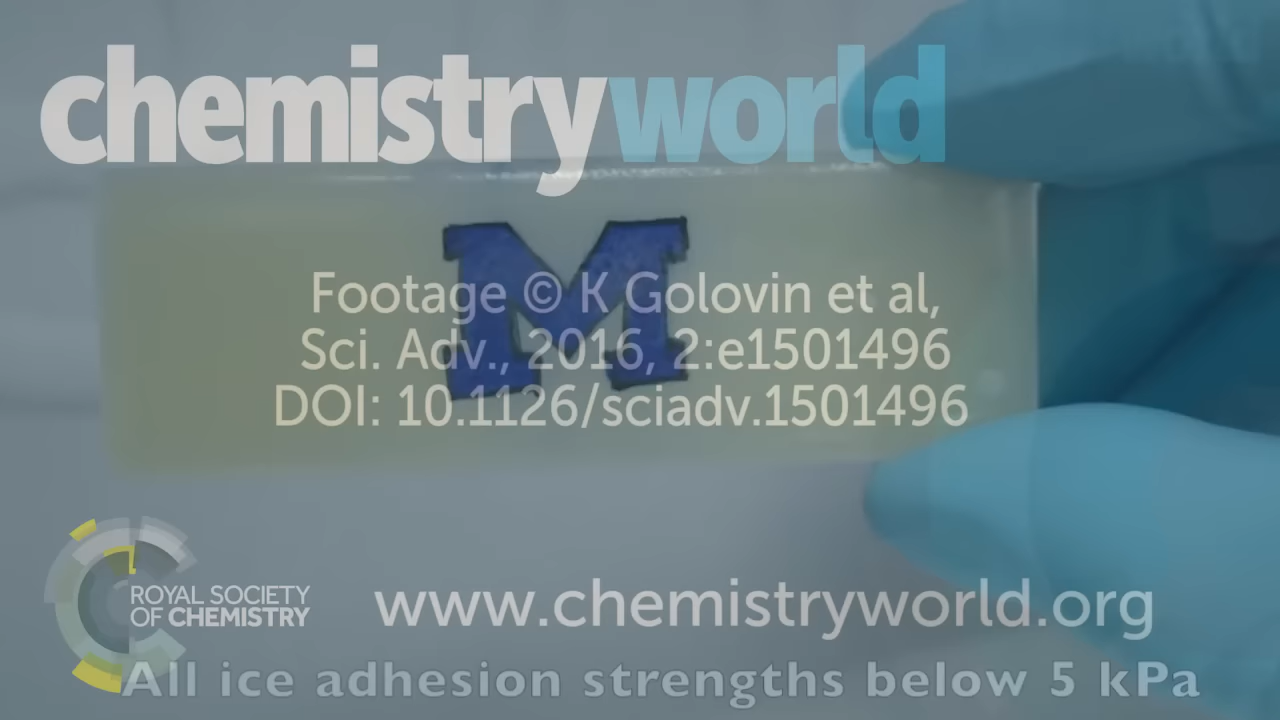 chemistryworld
M
Footage © K Golovin et al,
Sci. Adv., 2016, 2:e1501496
DOI: 10.1126/sciadv.1501496
ROYAL SOCIETY
OF CHEMISTRY
www.chemistryworld.org
All ice adhesion strengths below 5 kPa